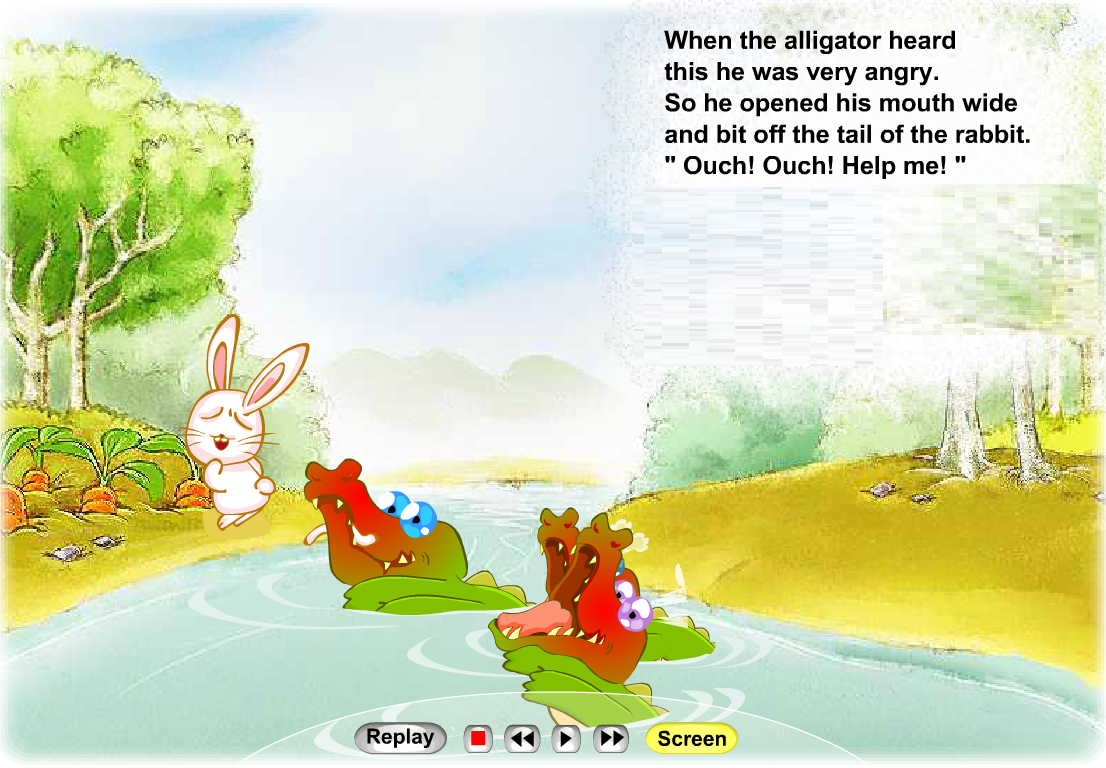 When the alligator heard
this he was very angry.
So he opened his mouth wide
and bit off the tail of the rabbit.
" Ouch! Ouch! Help me! "
Replay
Screen